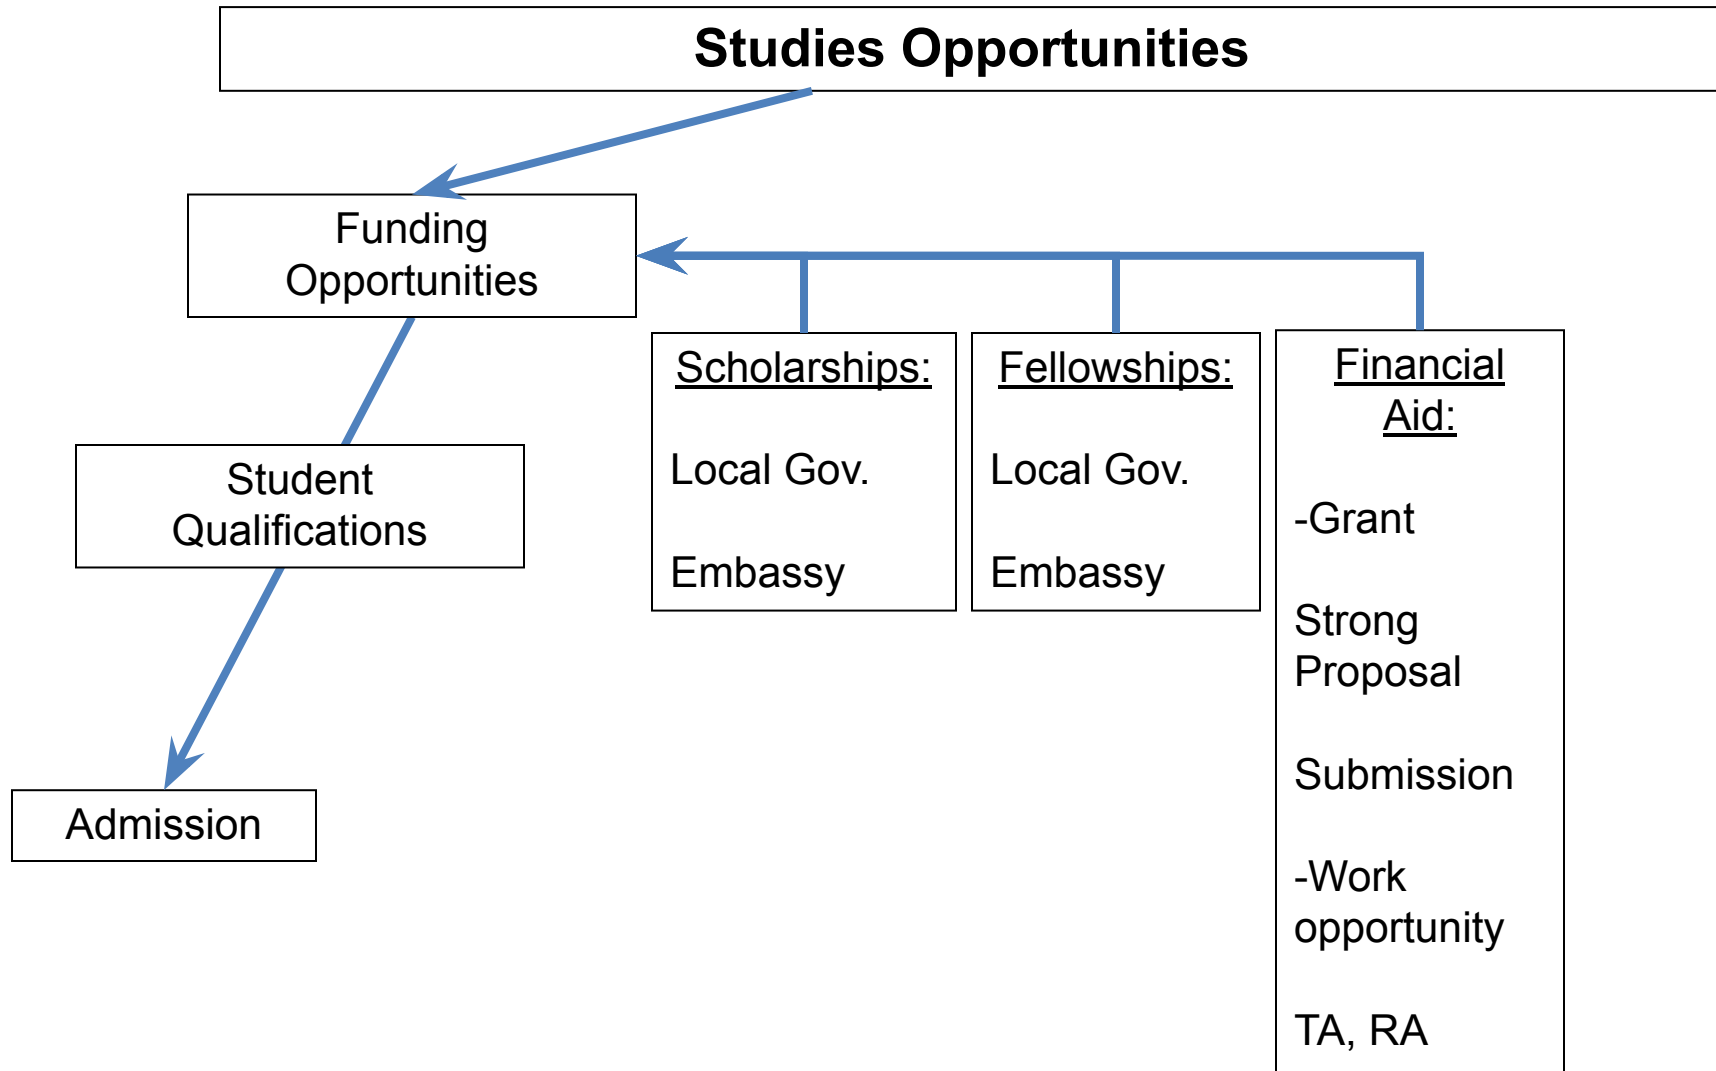 Studies Opportunities
Funding
Opportunities
Student
Qualifications
Admission
Scholarships:
Local Gov.
Embassy
Fellowships:
Local Gov.
Embassy
Financial
Aid:
-Grant
Strong
Proposal
Submission
-Work
opportunity
TA, RA